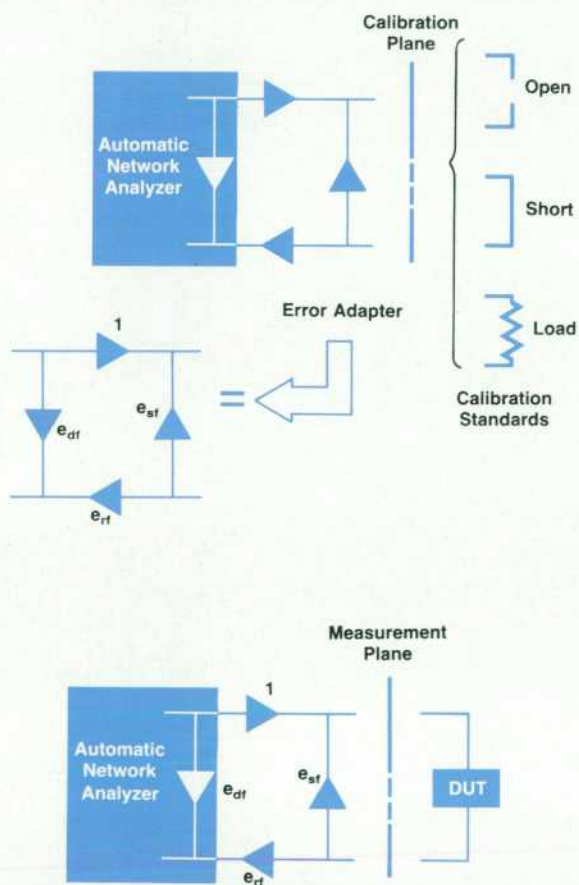 Calibration
Plane
Automatic
Network
Analyzer
Open
Short
Load
Calibration
Standards
Error Adapter
1
e_df
e_sf
e_rf
=
Measurement
Plane
Automatic
Network
Analyzer
1
e_df
e_sf
e_rf
DUT